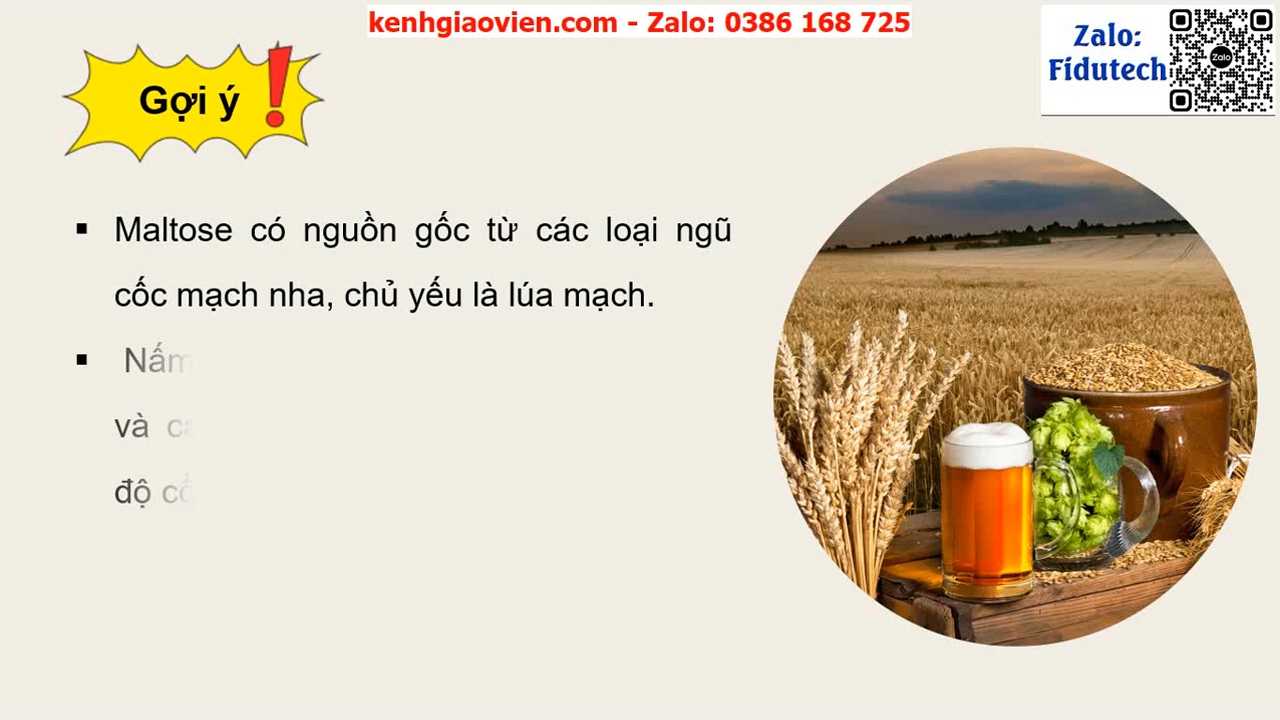 kenhgiaovien.com - Zalo: 0386 168 725
Zalo:
Fidutech
Zalo
Gợi ý
Maltose có nguồn gốc từ các loại ngũ
cốc mạch nha, chủ yếu là lúa mạch.
và
độ